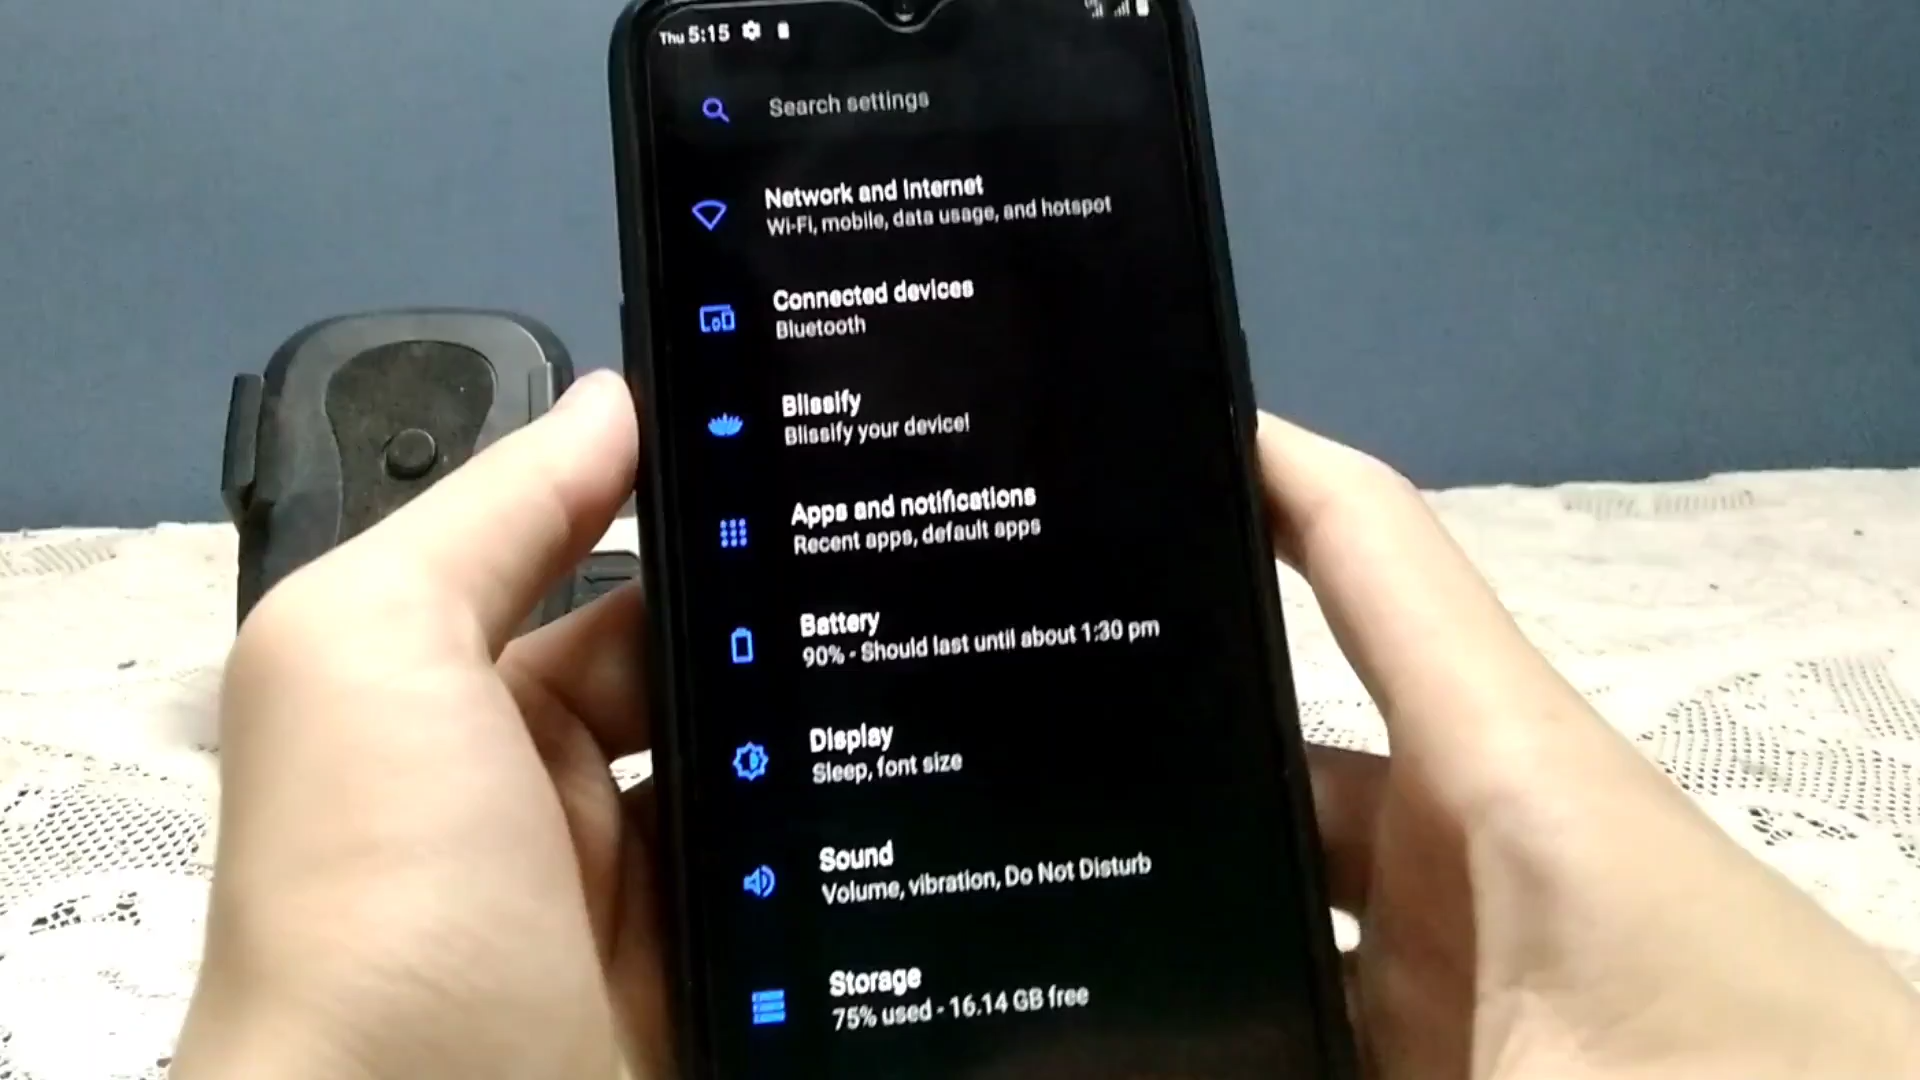 Thu 5:15
Search settings
Network and Internet
Wi-Fi, mobile, data usage, and hotspot
Connected devices
Bluetooth
Blissify
Blissify your device!
Apps and notifications
Recent apps, default apps
Battery
90% - Should last until about 1:30 pm
Display
Sleep, font size
Sound
Volume, vibration, Do Not Disturb
Storage
75% used - 16.14 GB free